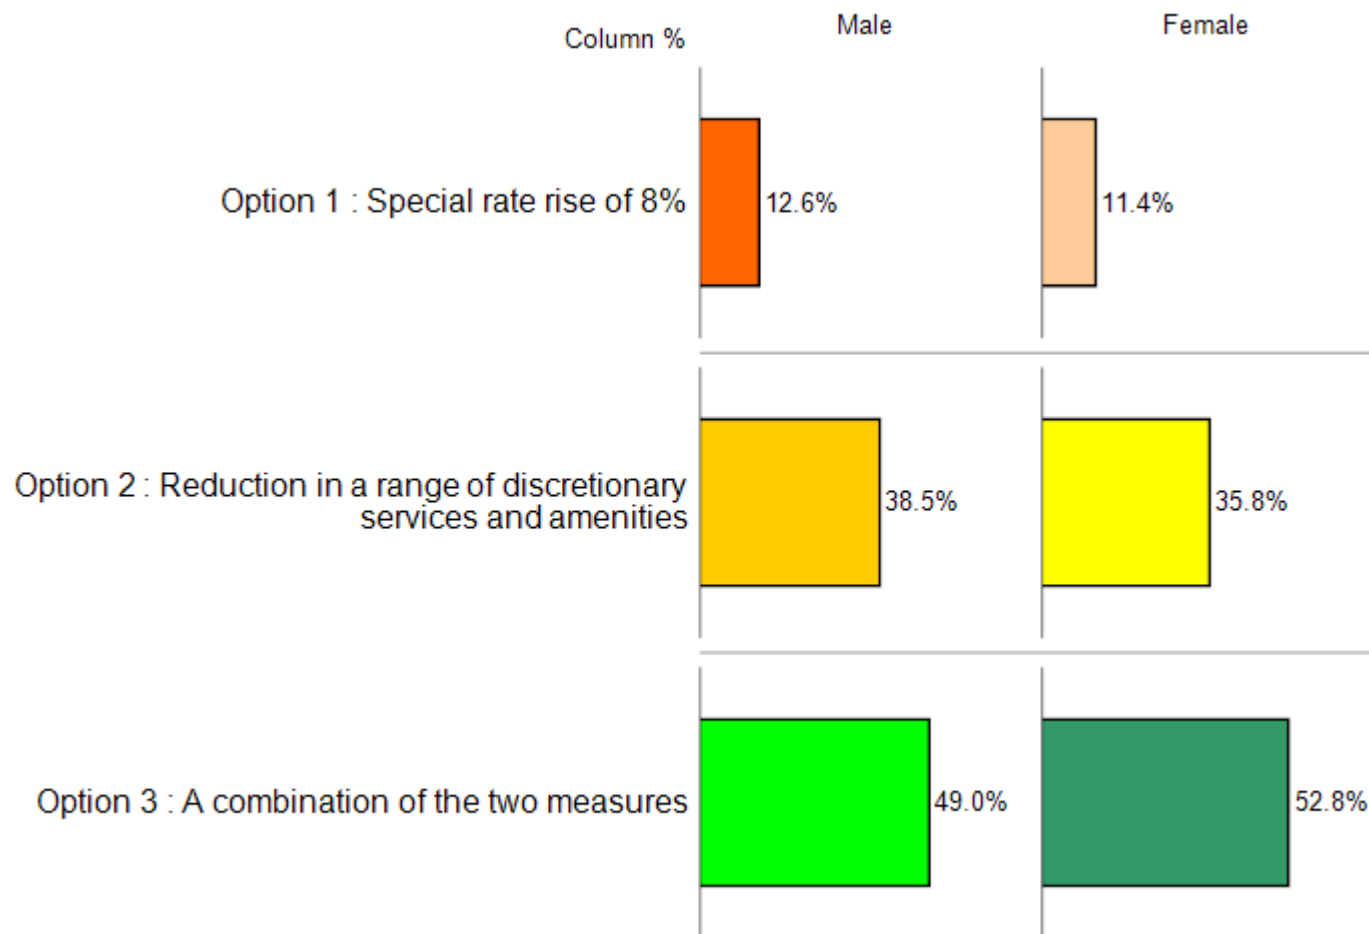 Column %
Male
Female
Option 1 : Special rate rise of 8%
12.6%
11.4%
Option 2 : Reduction in a range of discretionary
services and amenities
38.5%
35.8%
Option 3 : A combination of the two measures
49.0%
52.8%